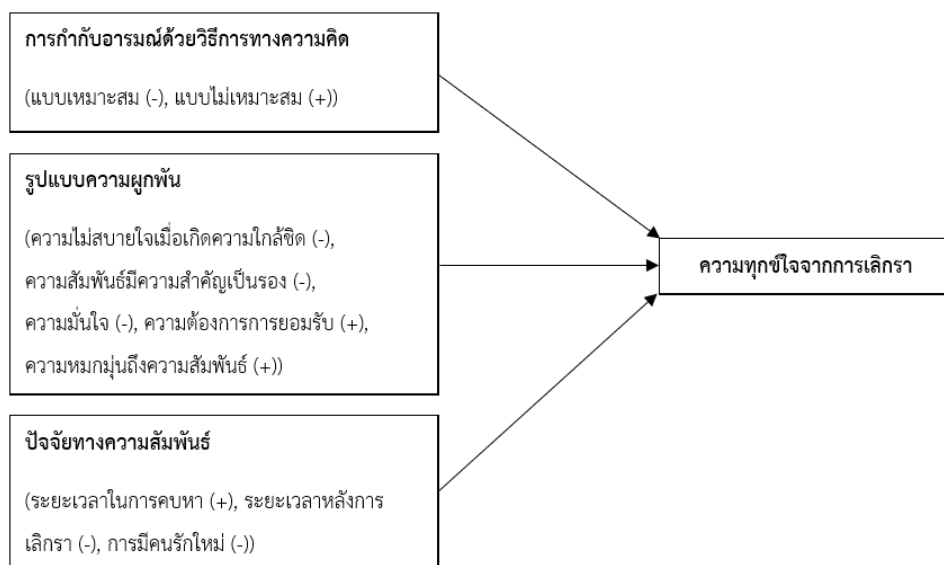 การกำกับอารมณ์ด้วยวิธีการทางความคิด
(แบบเหมาะสม (-), แบบไม่เหมาะสม (+))
รูปแบบความผูกพัน
(ความไม่สบายใจเมื่อเกิดความใกล้ชิด (-),
ความสัมพันธ์มีความสำคัญเป็นรอง (-),
ความมั่นใจ (-), ความต้องการการยอมรับ (+),
ความหมกมุ่นถึงความสัมพันธ์ (+))
ความทุกข์ใจจากการเลิกรา
ปัจจัยทางความสัมพันธ์
(ระยะเวลาในการคบหา (+), ระยะเวลาหลังการ
เลิกรา (-), การมีคนรักใหม่ (-))